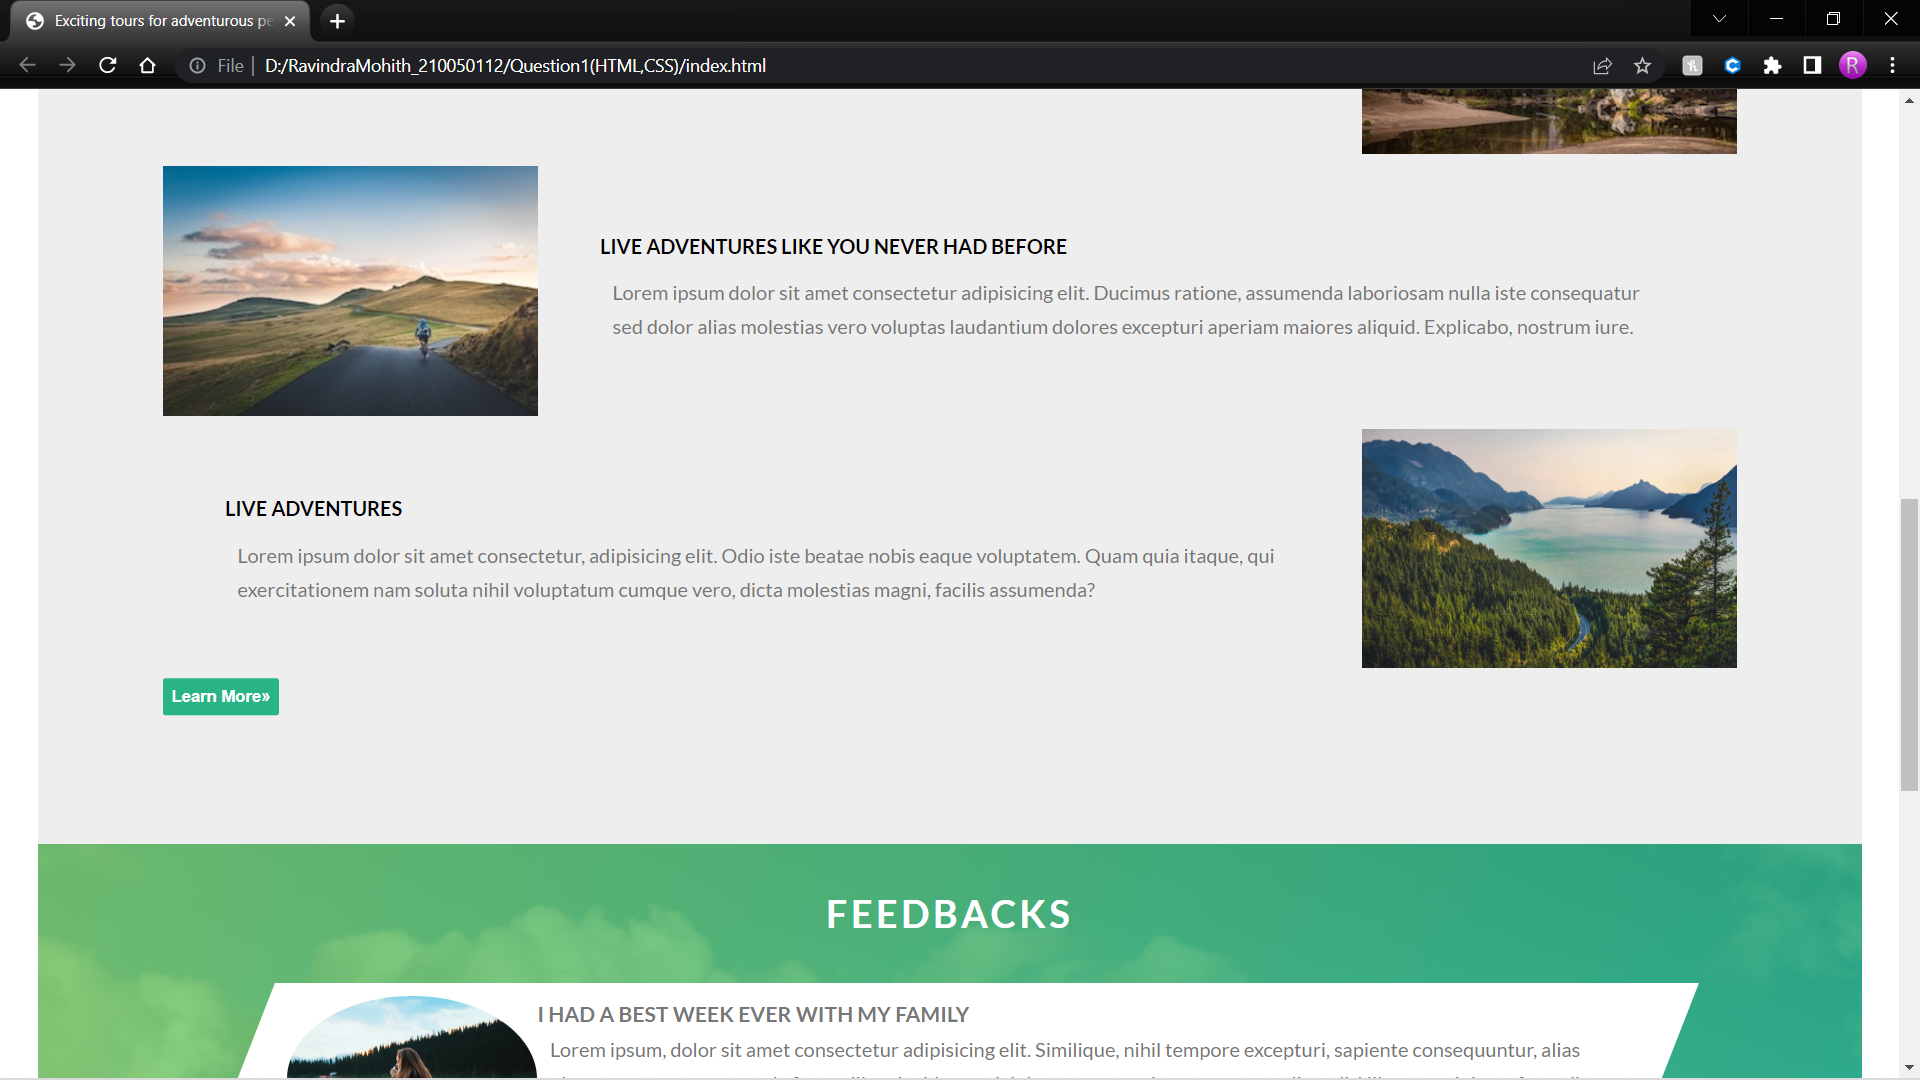 Exciting tours for adventurous pe
File | D:/RavindraMohith_210050112/Question1(HTML,CSS)/index.html
R
LIVE ADVENTURES LIKE YOU NEVER HAD BEFORE
Lorem ipsum dolor sit amet consectetur adipisicing elit. Ducimus ratione, assumenda laboriosam nulla iste consequatur
sed dolor alias molestias vero voluptas laudantium dolores excepturi aperiam maiores aliquid. Explicabo, nostrum iure.
LIVE ADVENTURES
Lorem ipsum dolor sit amet consectetur, adipisicing elit. Odio iste beatae nobis eaque voluptatem. Quam quia itaque, qui
exercitationem nam soluta nihil voluptatum cumque vero, dicta molestias magni, facilis assumenda?
Learn More»
FEEDBACKS
I HAD A BEST WEEK EVER WITH MY FAMILY
Lorem ipsum, dolor sit amet consectetur adipisicing elit. Similique, nihil tempore excepturi, sapiente consequuntur, alias